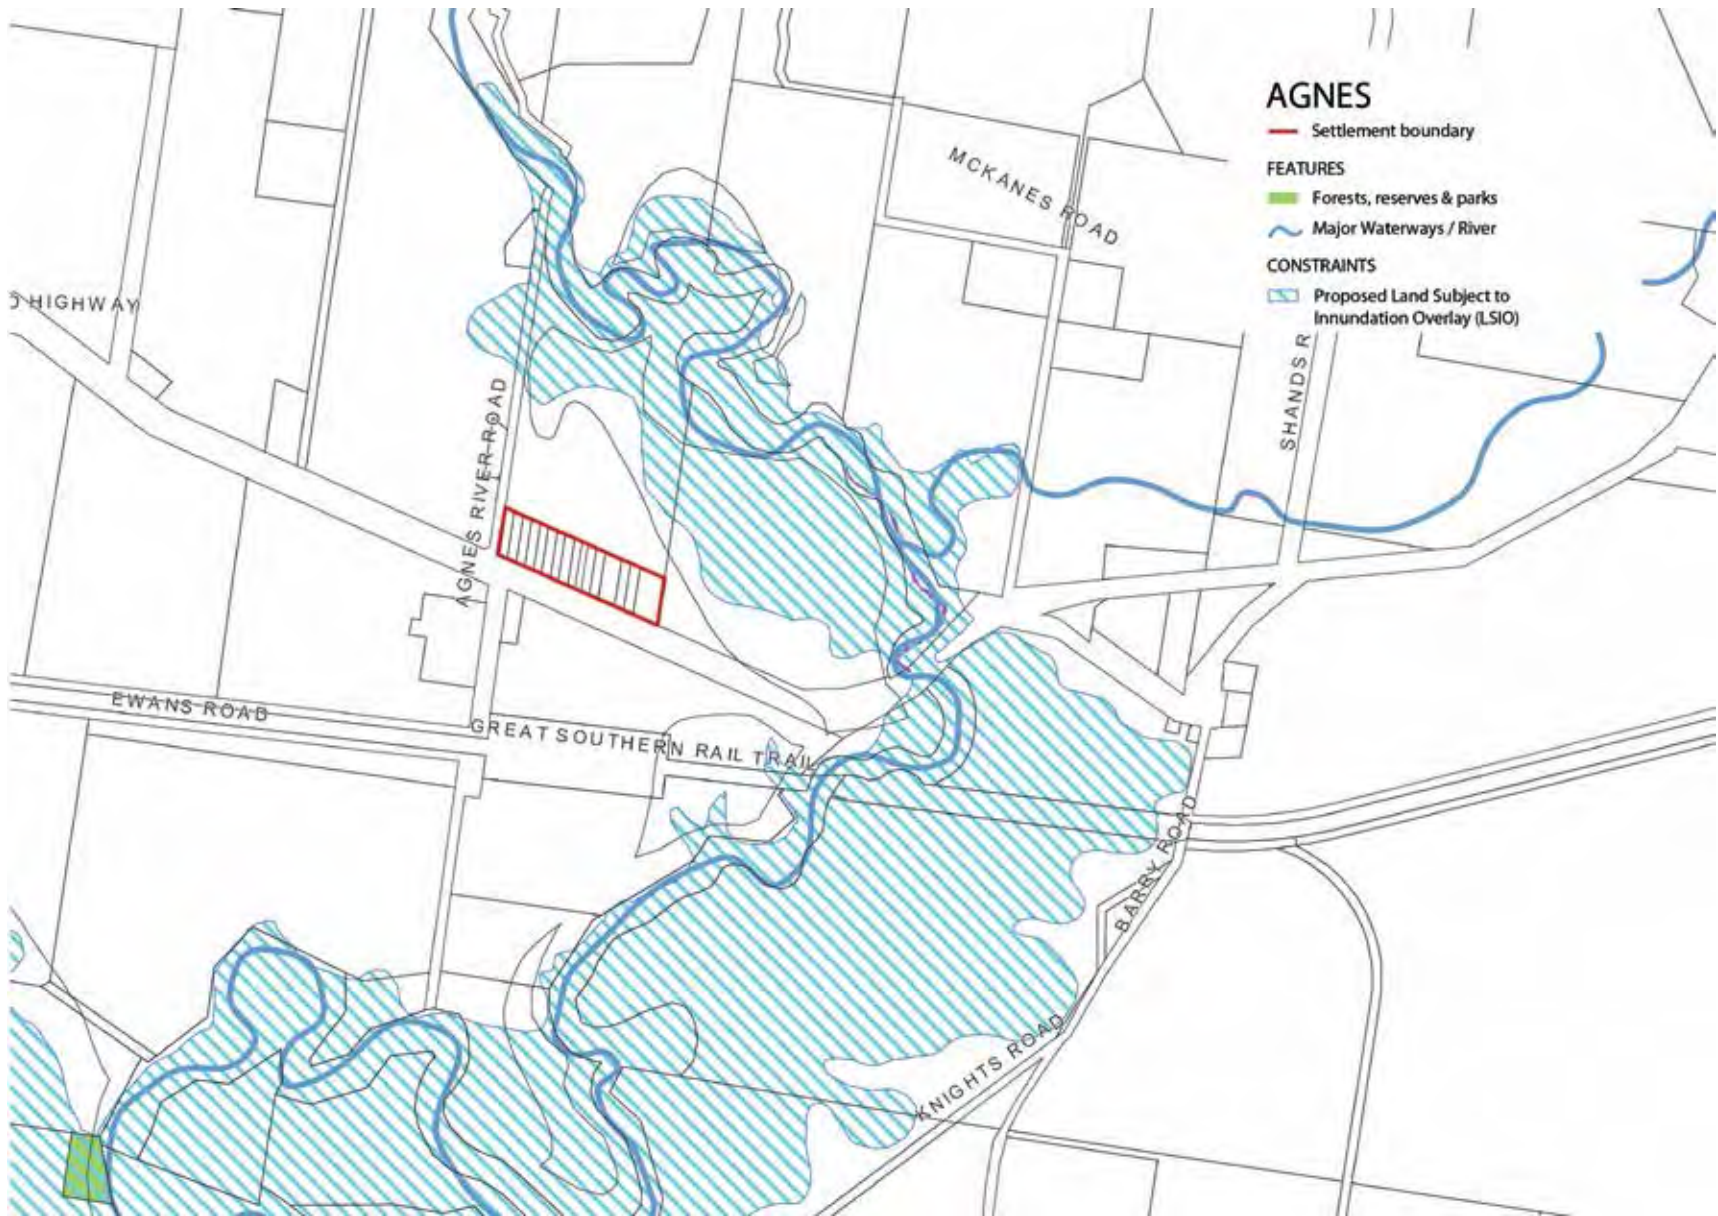 AGNES
Settlement boundary
FEATURES
Forests, reserves & parks
Major Waterways / River
CONSTRAINTS
Proposed Land Subject to
Innundation Overlay (LSIO)
MCKANES ROAD
HIGHWAY
SHANDS R
AGNES RIVER ROAD
EWANS ROAD
GREAT SOUTHERN RAIL TRAIL
BARRY ROAD
KNIGHTS ROAD